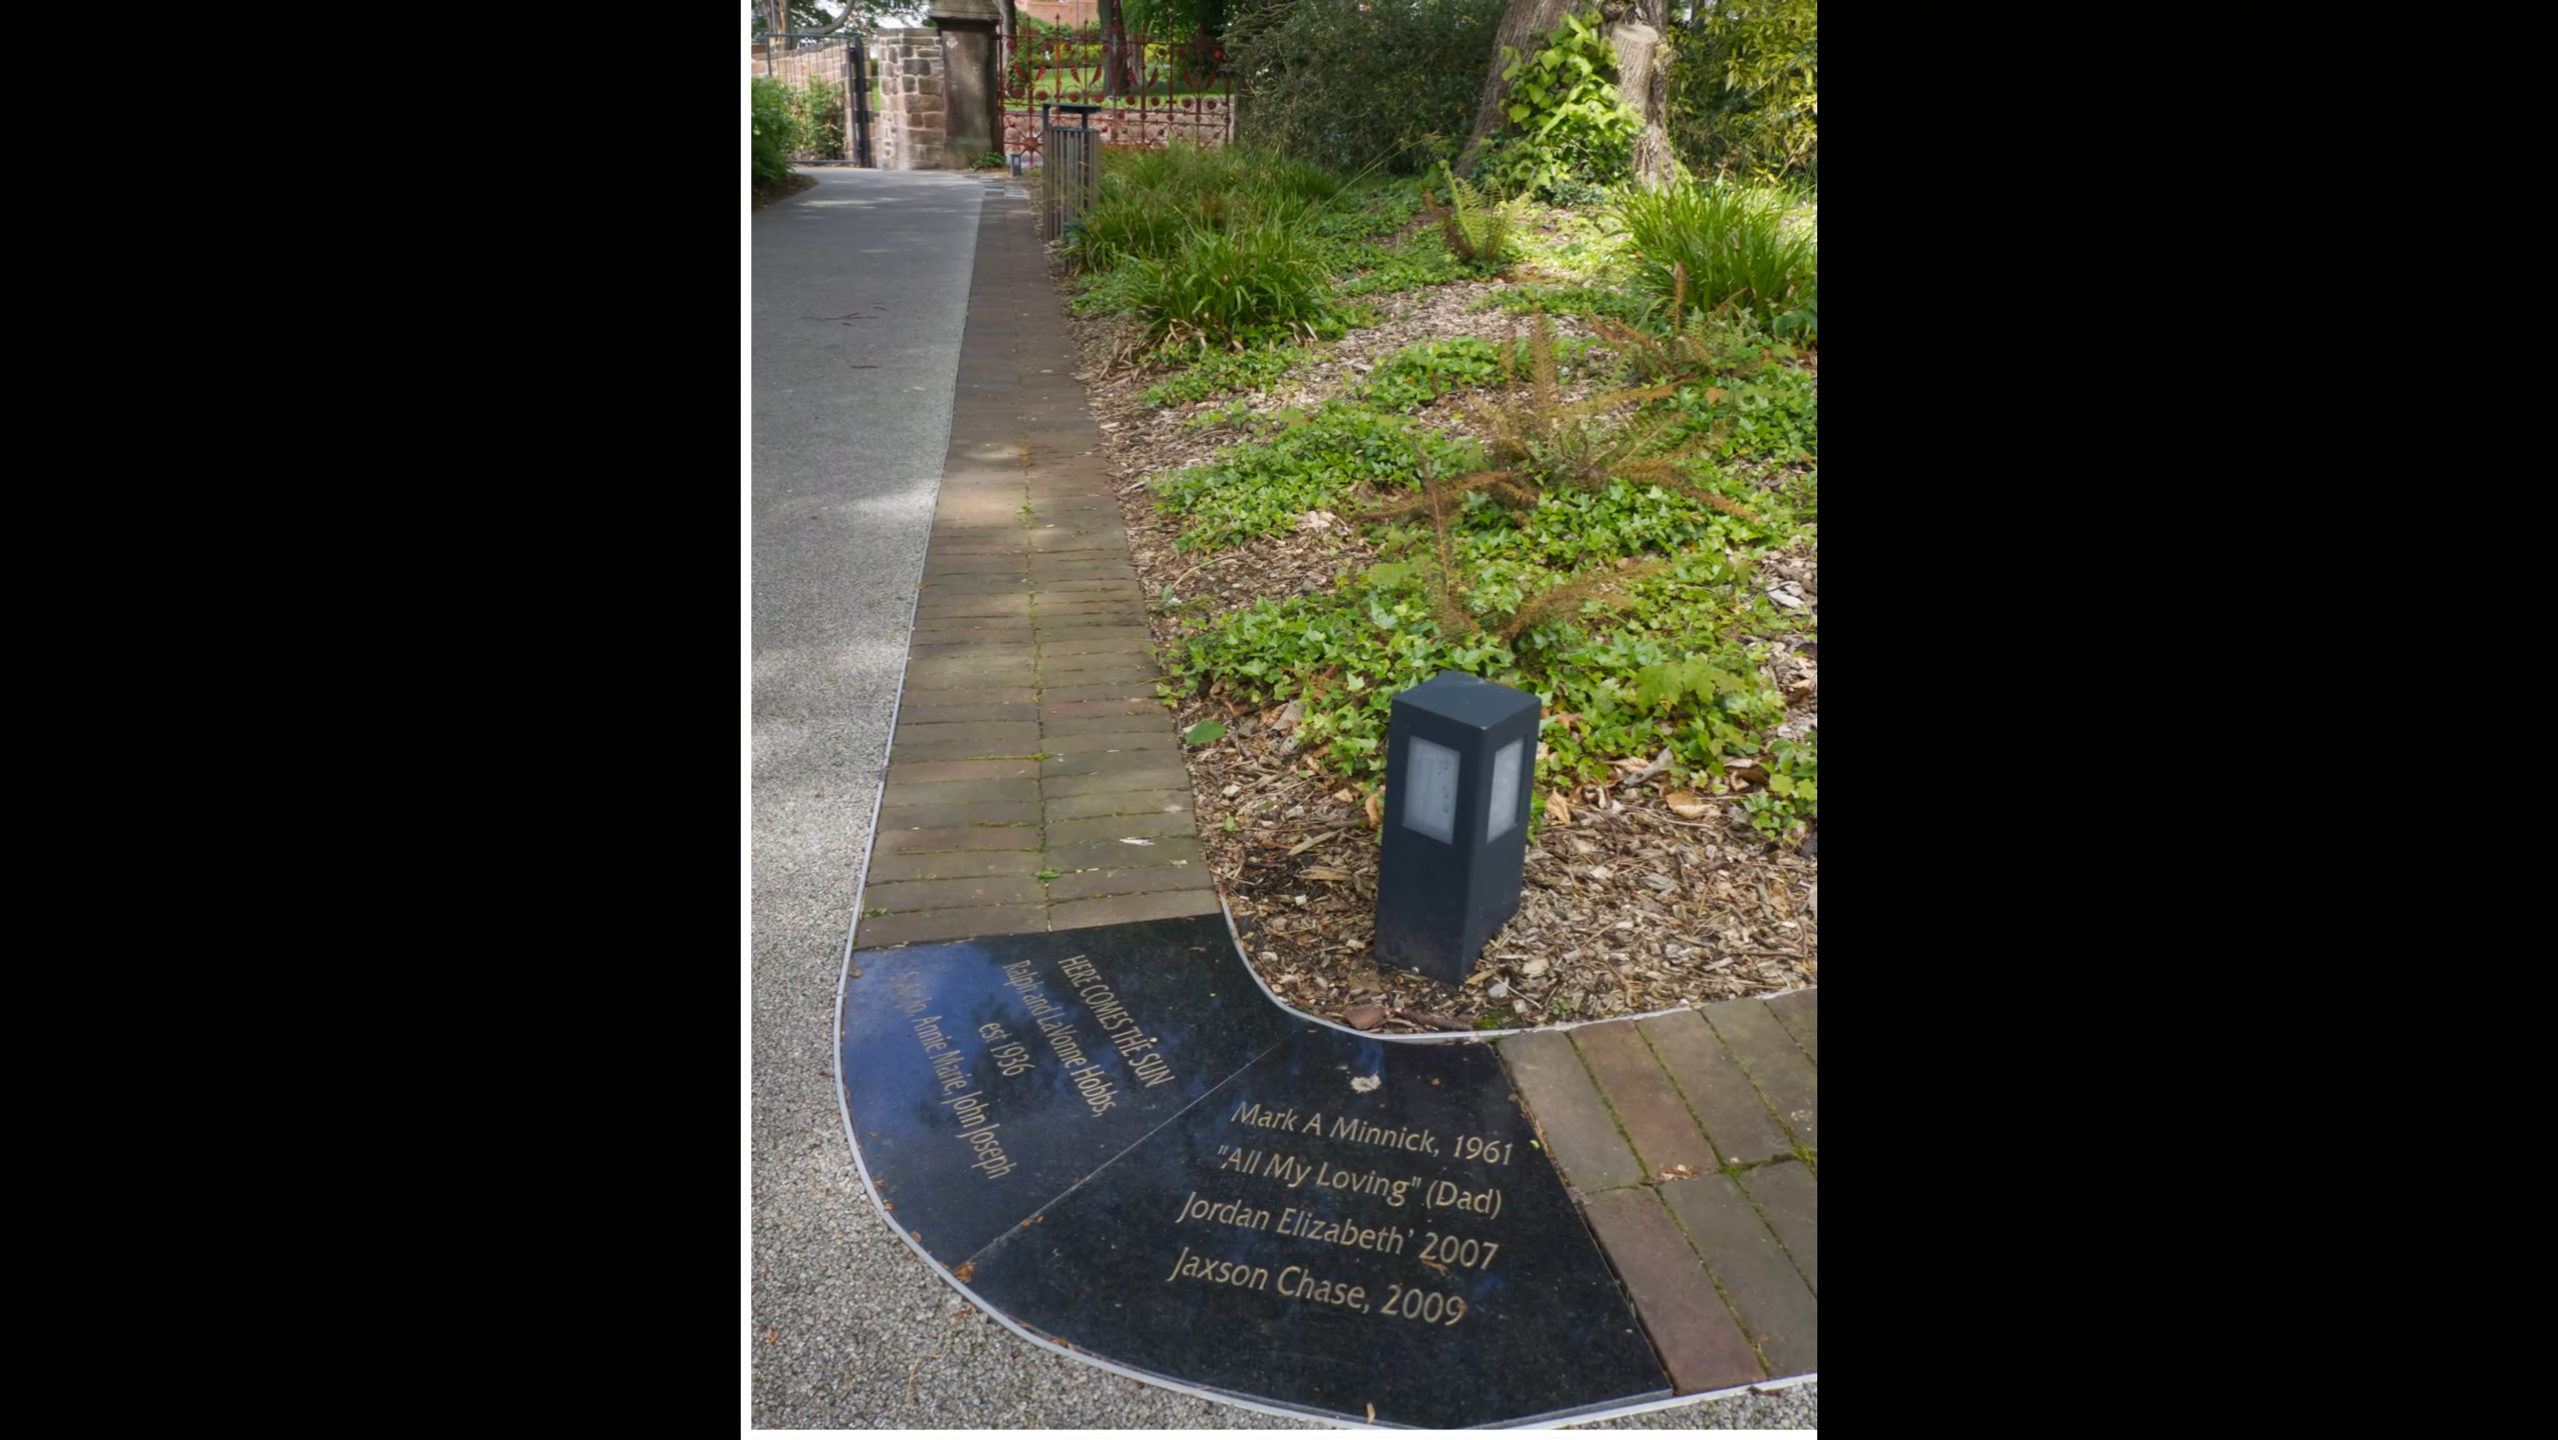 HERE COMES THE SUN
Ralph and LaVonne Hobbs,
est 1936
Jo, Annie Marie, John Joseph
Mark A Minnick, 1961
"All My Loving" (Dad)
Jordan Elizabeth’ 2007
Jaxson Chase, 2009